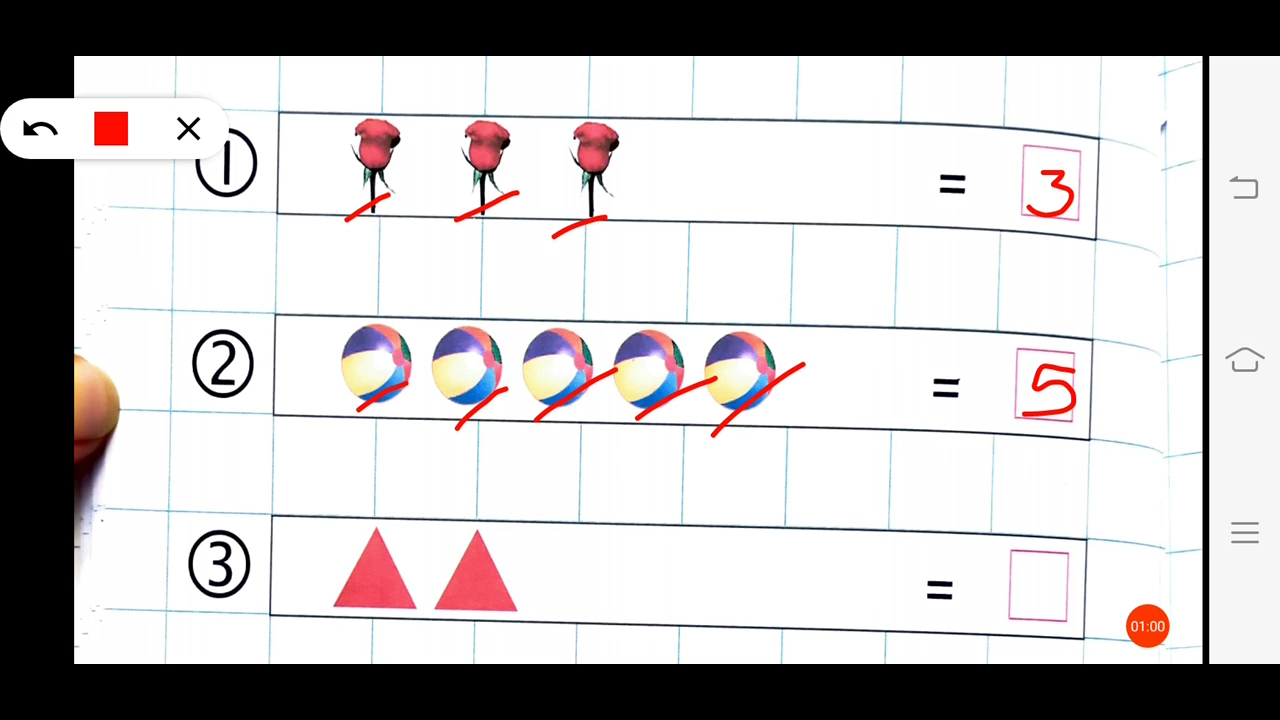 ① = 3
② = 5
③ =
01:00